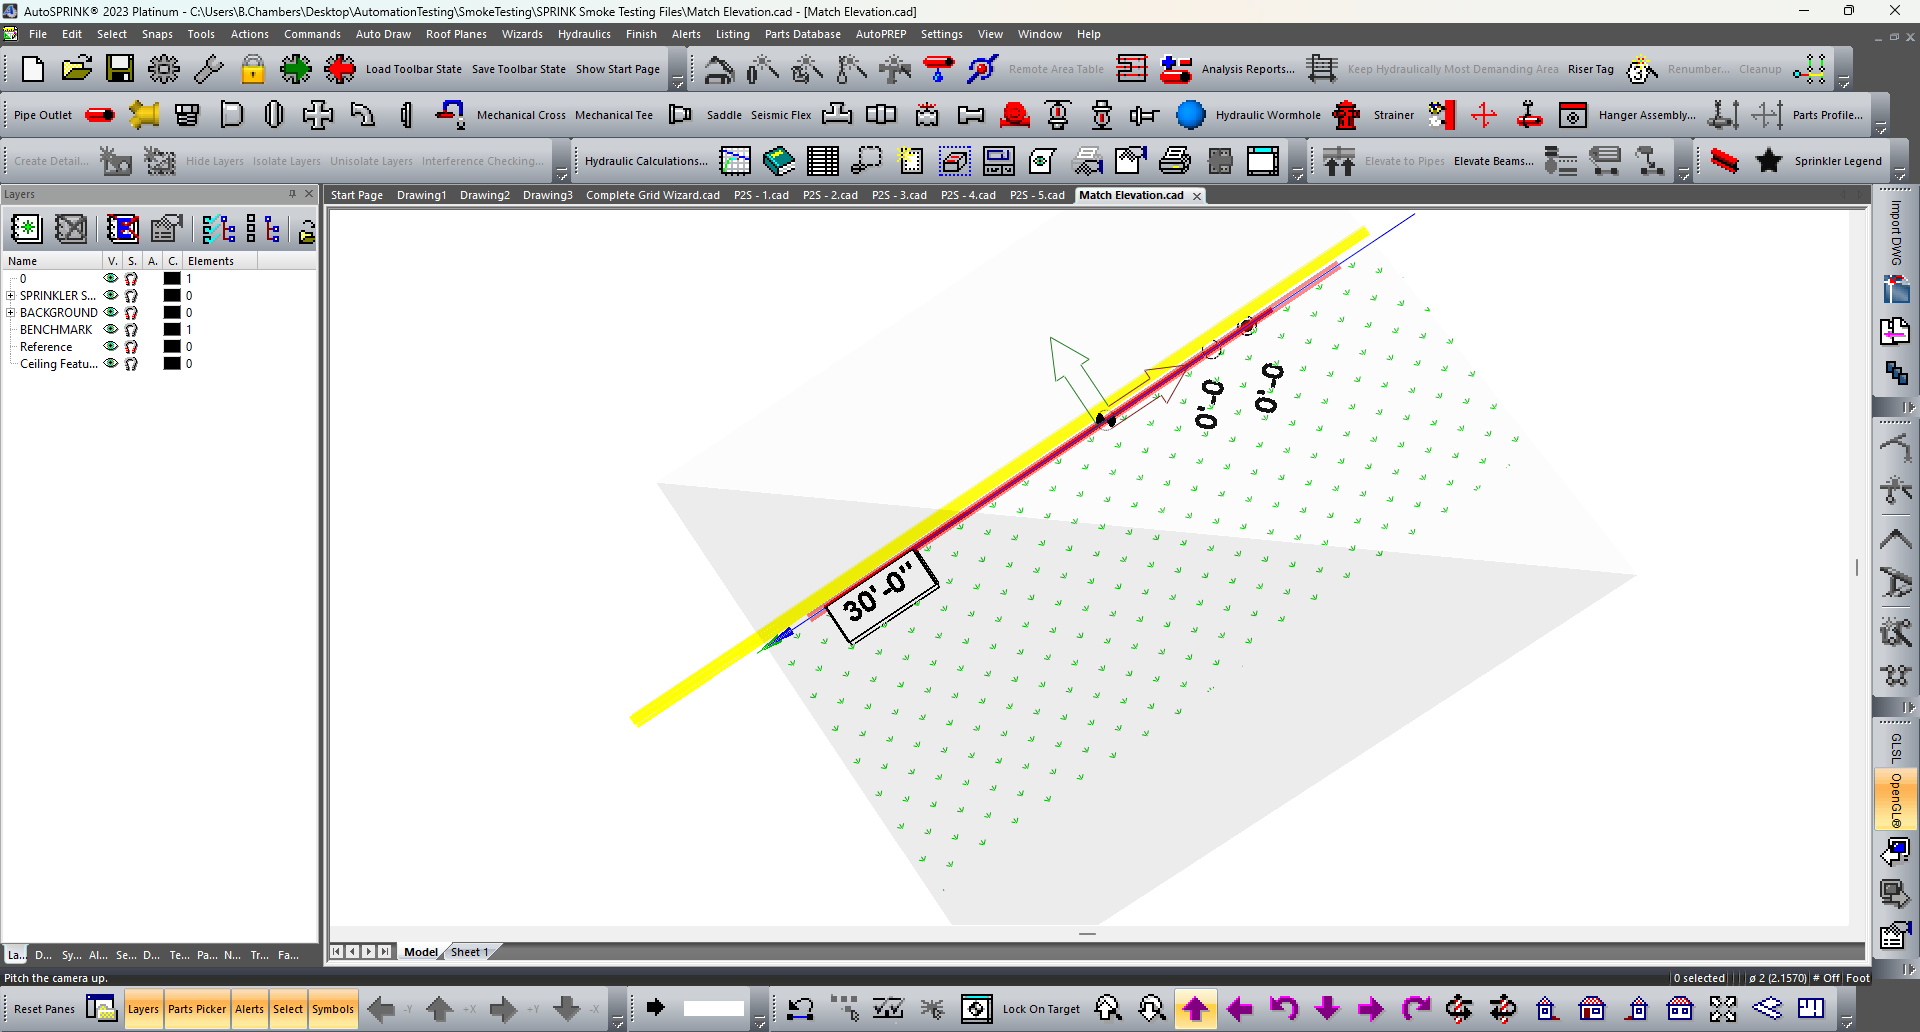 AutoSPRINK® 2023 Platinum - C:\Users\B.Chambers\Desktop\AutomationTesting\SmokeTesting\SPRINK Smoke Testing Files\Match Elevation.cad - [Match Elevation.cad]
File Edit Select Snaps Tools Actions Commands Auto Draw Roof Planes Wizards Hydraulics Finish Alerts Listing Parts Database AutoPREP Settings Analysis View Window Help
Load Toolbar State Save Toolbar State Show Start Page Remote Area Table Analysis Reports... Keep Hydraulically Most Demanding Area Riser Tag Renumber... Cleanup
Pipe Outlet Mechanical Cross Mechanical Tee Saddle Seismic Flex Hydraulic Wormhole Strainer Hanger Assembly... Parts Profile...
Create Detail... Hide Layers Isolate Layers Unisolate Layers Interference Checking... Hydraulic Calculations... Elevate to Pipes Elevate Beams... Sprinkler Legend
Layers
Start Page Drawing1 Drawing2 Drawing3 Complete Grid Wizard.cad P2S - 1.cad P2S - 2.cad P2S - 3.cad P2S - 4.cad P2S - 5.cad Match Elevation.cad
Name V. S. A. C. Elements
0 1
SPRINKLER S... 0
BACKGROUND 0
BENCHMARK 1
Reference 0
Ceiling Featu... 0
0'-0
0'-0
30'-0"
Import DWG
GLSL
OpenGL®
La... D... Sy... Al... Se... D... Te... Pa... N... Tr... Fa...
Model Sheet 1
Pitch the camera up.
0 selected ø 2 (2.1570) # Off Foot
Reset Panes Layers Parts Picker Alerts Select Symbols -Y +X +Y -X Lock On Target